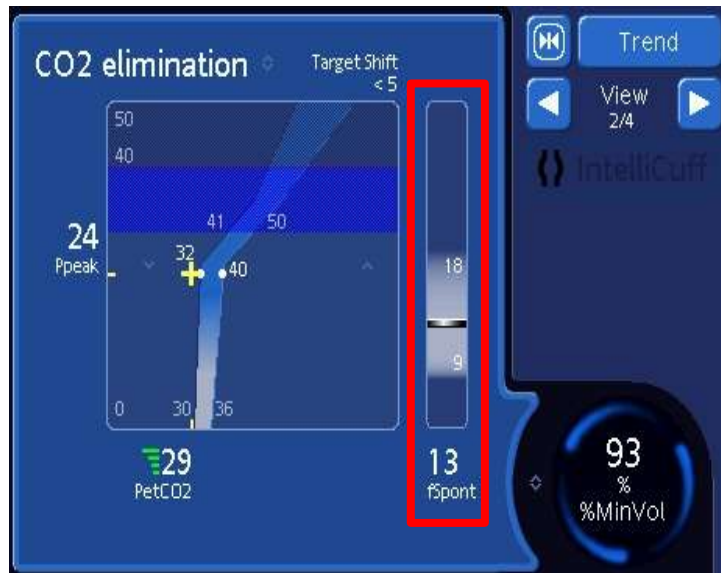 CO2 elimination
Target Shift
< 5
50
40
41 50
32
40
0 30 36
24
Ppeak
29
PetCO2
18
9
13
fSpont
Trend
View
2/4
IntelliCuff
93
%
%MinVol